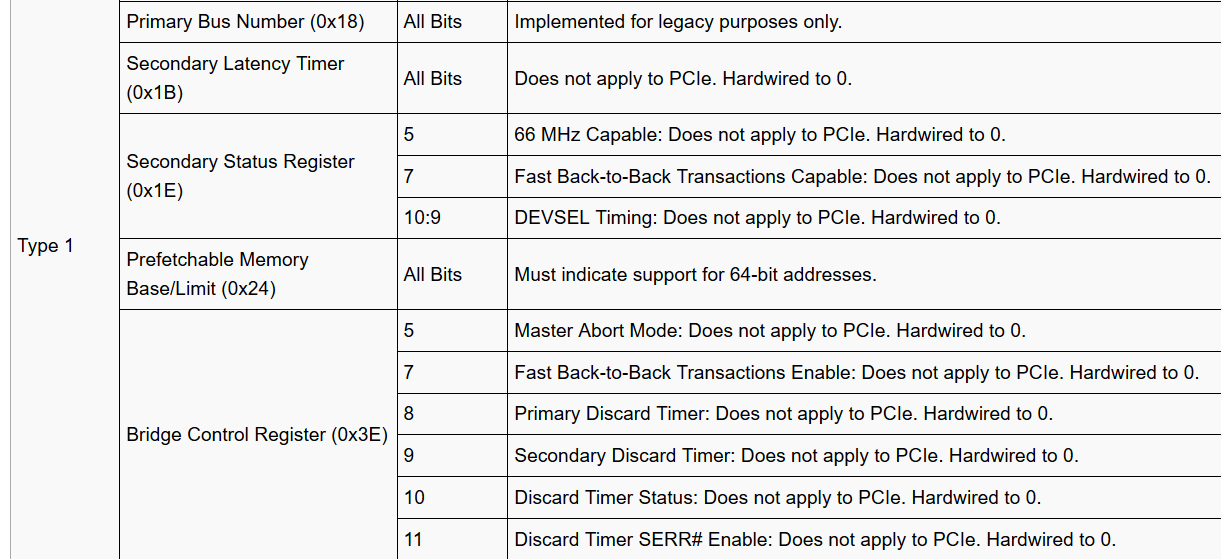 Primary Bus Number (0x18) All Bits Implemented for legacy purposes only.
Secondary Latency Timer
(0x1B) All Bits Does not apply to PCIe. Hardwired to 0.
Secondary Status Register
(0x1E)
5 66 MHz Capable: Does not apply to PCIe. Hardwired to 0.
7 Fast Back-to-Back Transactions Capable: Does not apply to PCIe. Hardwired to 0.
10:9 DEVSEL Timing: Does not apply to PCIe. Hardwired to 0.
Type 1
Prefetchable Memory
Base/Limit (0x24) All Bits Must indicate support for 64-bit addresses.
Bridge Control Register (0x3E)
5 Master Abort Mode: Does not apply to PCIe. Hardwired to 0.
7 Fast Back-to-Back Transactions Enable: Does not apply to PCIe. Hardwired to 0.
8 Primary Discard Timer: Does not apply to PCIe. Hardwired to 0.
9 Secondary Discard Timer: Does not apply to PCIe. Hardwired to 0.
10 Discard Timer Status: Does not apply to PCIe. Hardwired to 0.
11 Discard Timer SERR# Enable: Does not apply to PCIe. Hardwired to 0.